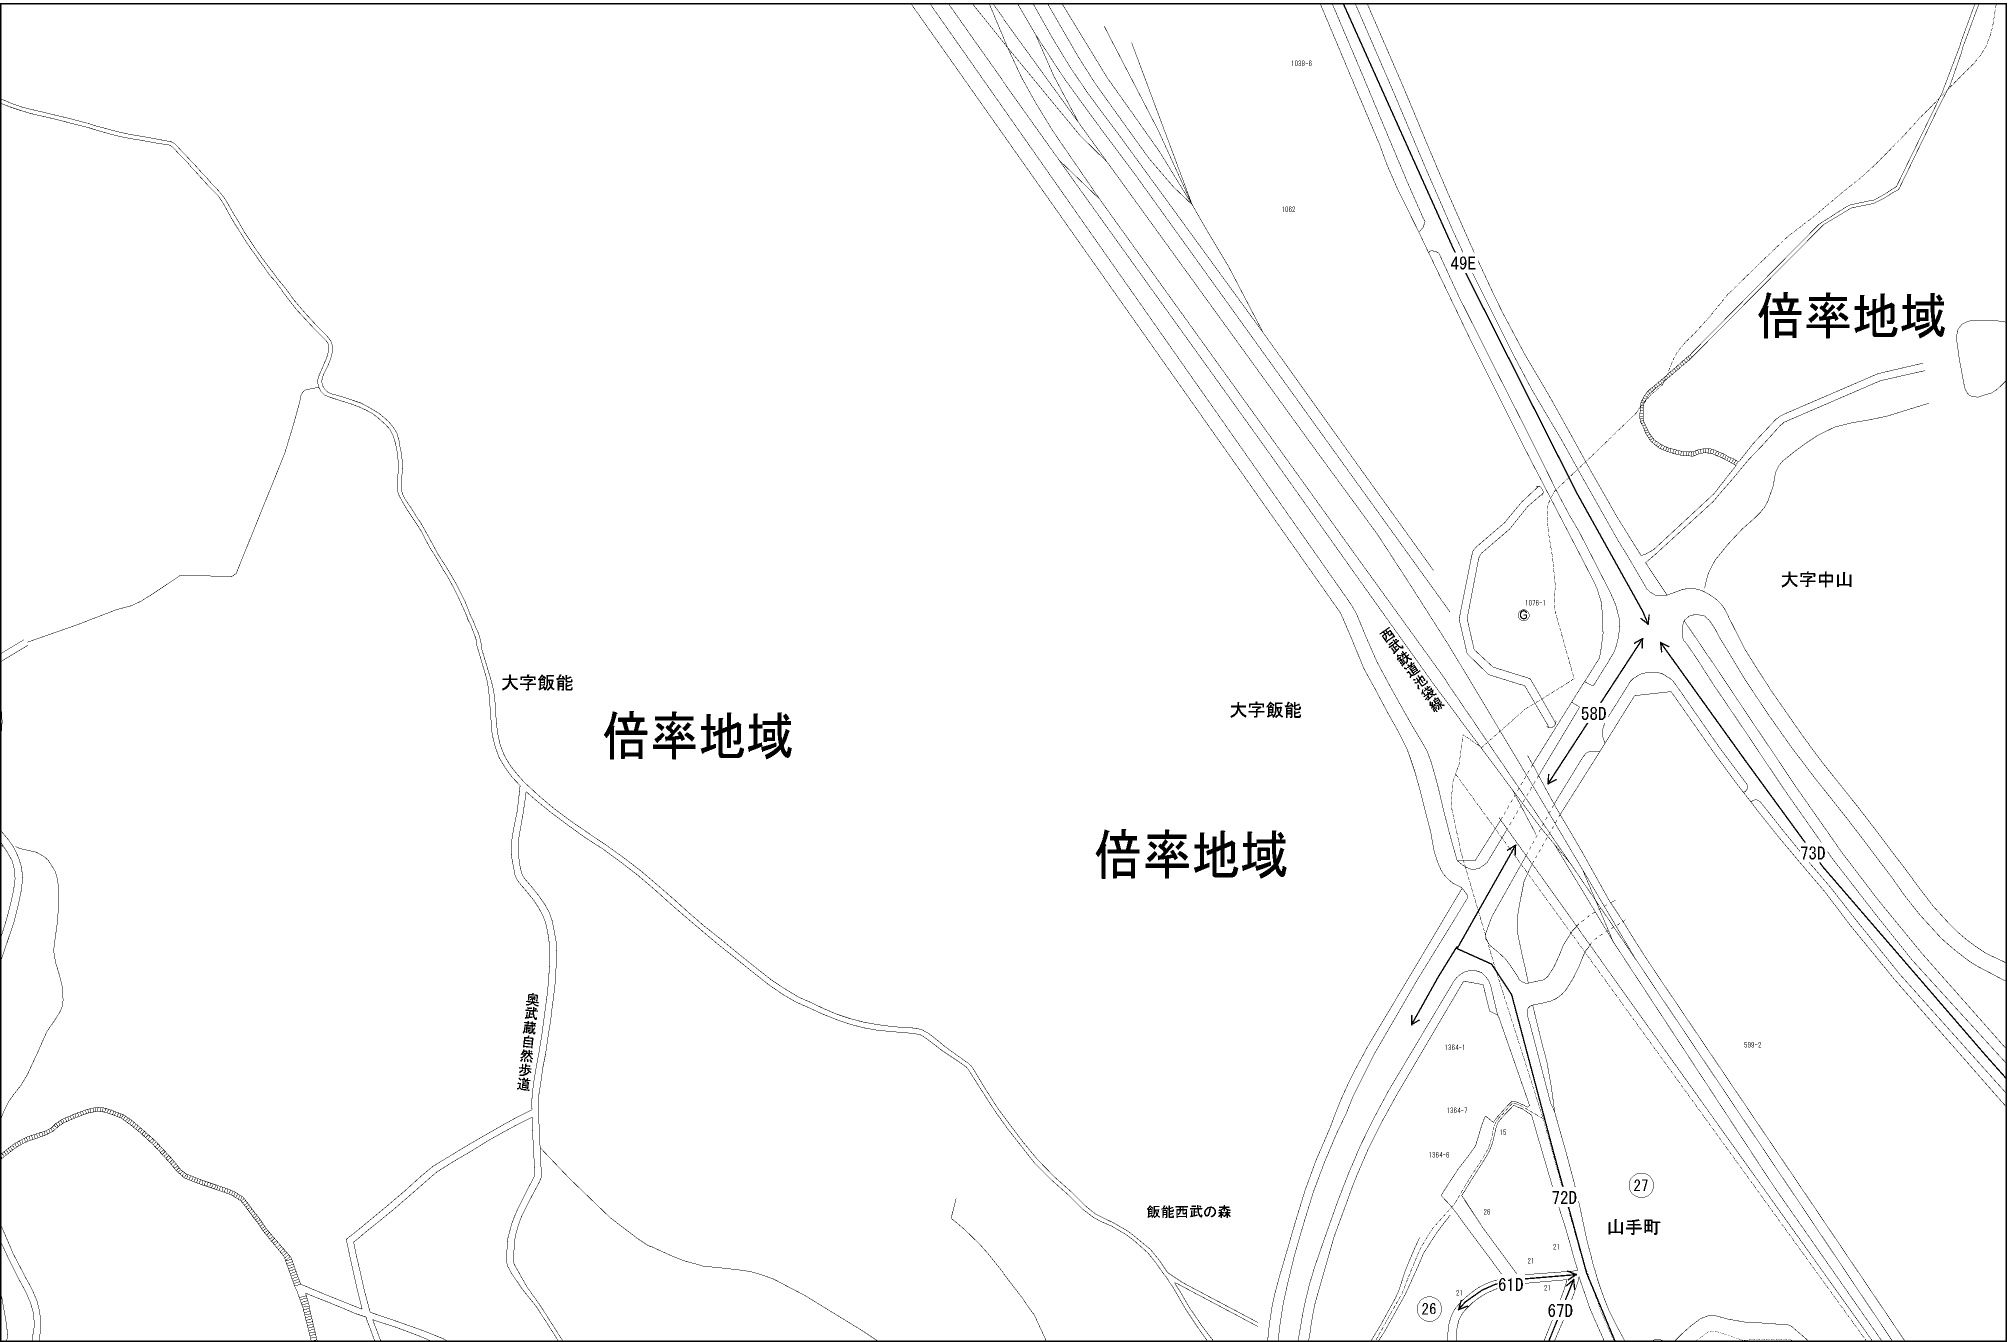 1038-6
1062
49E
倍率地域
大字中山
1076-1
G
西武鉄道池袋線
大字飯能
大字飯能
58D
倍率地域
倍率地域
73D
奥武蔵自然歩道
1364-1
599-2
1364-7
15
1364-6
27
72D
飯能西武の森
26
山手町
21
21
61D
21
21
26
67D